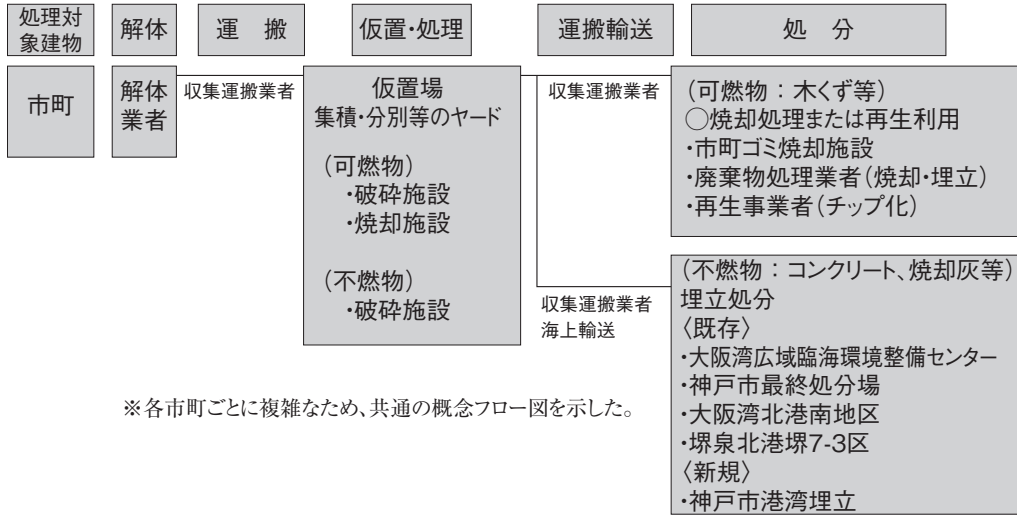 処理対
象建物
解体
運　搬
仮置・処理
運搬輸送
処　分
市町
解体
業者
収集運搬業者
仮置場
集積・分別等のヤード
（可燃物）
・破砕施設
・焼却施設
（不燃物）
・破砕施設
収集運搬業者
（可燃物：木くず等）
○焼却処理または再生利用
・市町ゴミ焼却施設
・廃棄物処理業者（焼却・埋立）
・再生事業者（チップ化）
収集運搬業者
海上輸送
（不燃物：コンクリート、焼却灰等）
埋立処分
〈既存〉
・大阪湾広域臨海環境整備センター
・神戸市最終処分場
・大阪湾北港南地区
・堺泉北港堺7-3区
〈新規〉
・神戸市港湾埋立
※各市町ごとに複雑なため、共通の概念フロー図を示した。